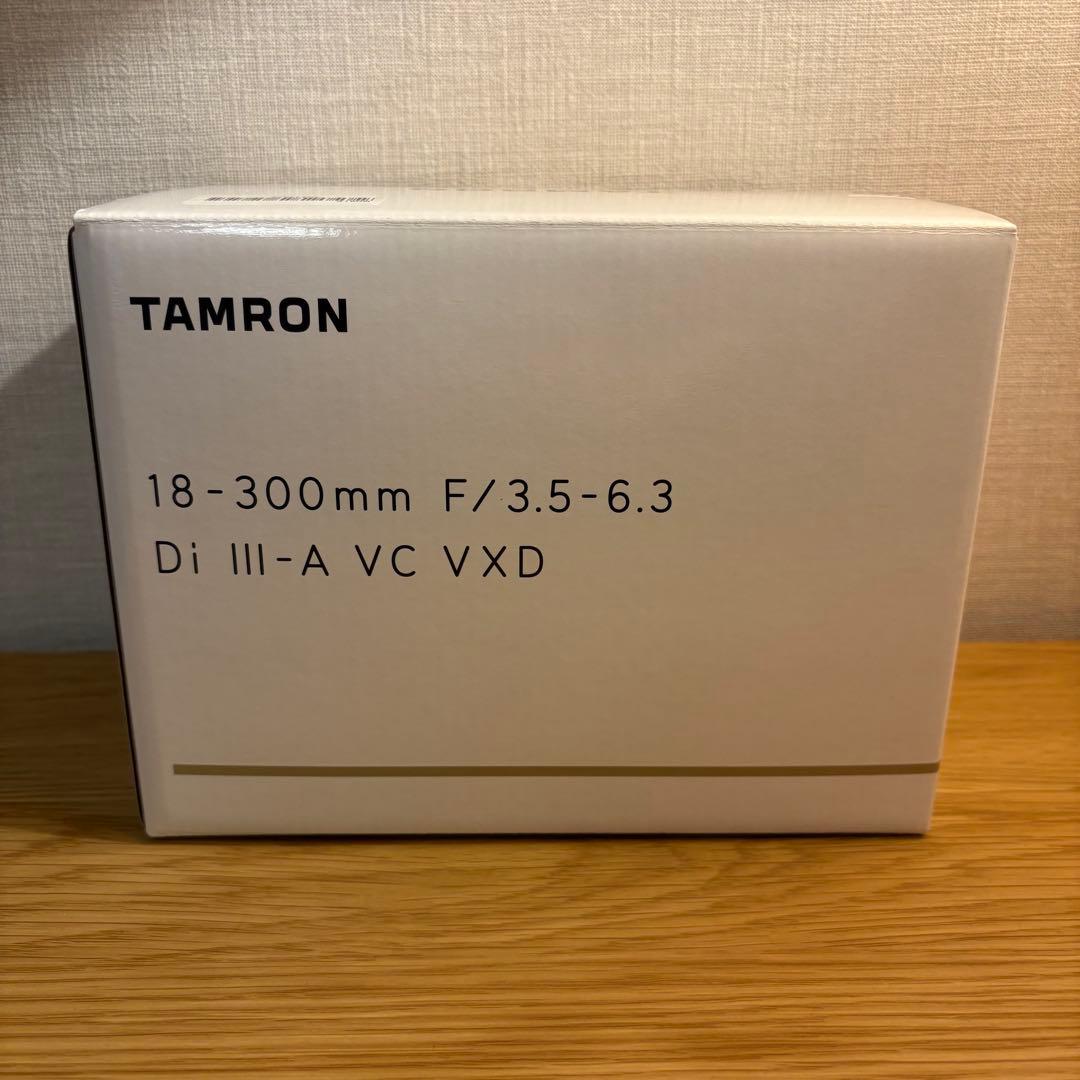 TAMRON
18-300mm F/3.5-6.3
Di III-A VC VXD